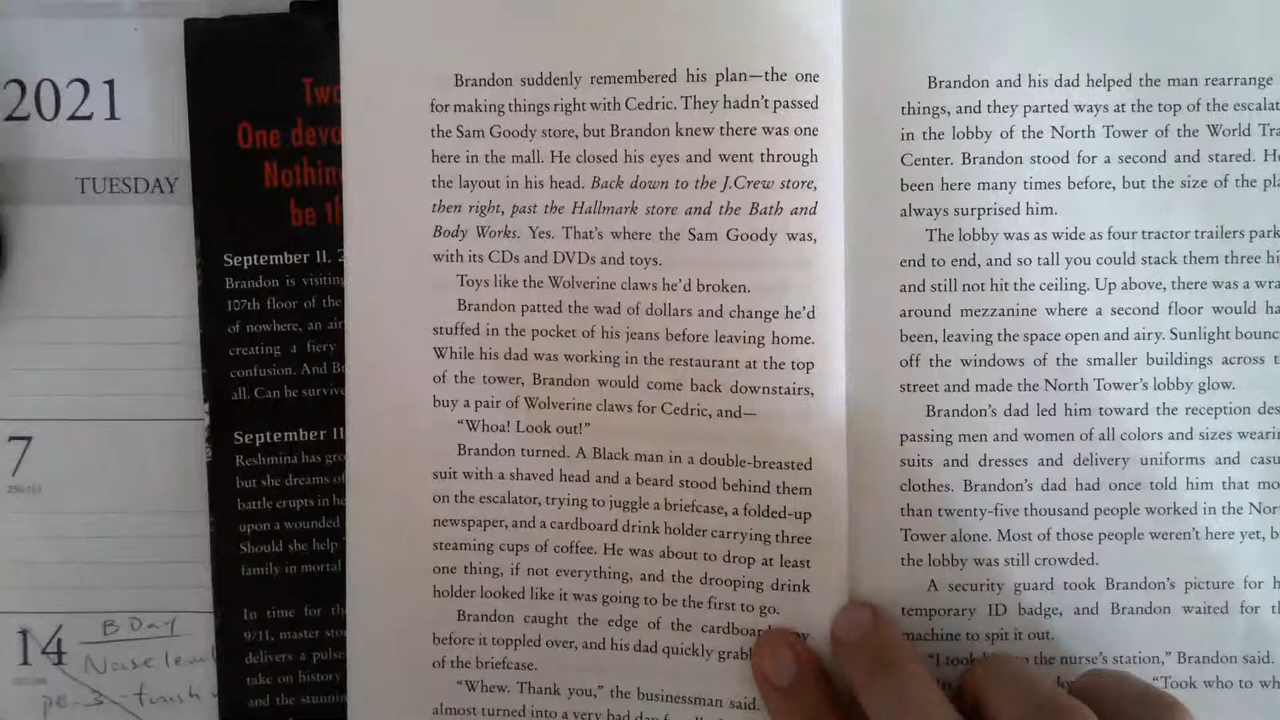 2021
TUESDAY
7
14
B Day
Two
One devo
Nothin
be th
September 11, 2
Brandon is visiting
107th floor of the
of nowhere, an air
creating a fiery
confusion. And Br
all. Can he survive
September 11
Reshmina has gro
but she dreams of
battle erupts in he
upon a wounded
Should she help
family in mortal
In time for th
9/11, master sto
delivers a pulse
take on history
and the stunnin
Brandon suddenly remembered his plan—the one
for making things right with Cedric. They hadn't passed
the Sam Goody store, but Brandon knew there was one
here in the mall. He closed his eyes and went through
the layout in his head. Back down to the J.Crew store,
then right, past the Hallmark store and the Bath and
Body Works. Yes. That's where the Sam Goody was,
with its CDs and DVDs and toys.
Toys like the Wolverine claws he'd broken.
Brandon patted the wad of dollars and change he'd
stuffed in the pocket of his jeans before leaving home.
While his dad was working in the restaurant at the top
of the tower, Brandon would come back downstairs,
buy a pair of Wolverine claws for Cedric, and—
"Whoa! Look out!"
Brandon turned. A Black man in a double-breasted
suit with a shaved head and a beard stood behind them
on the escalator, trying to juggle a briefcase, a folded-up
newspaper, and a cardboard drink holder carrying three
steaming cups of coffee. He was about to drop at least
one thing, if not everything, and the drooping drink
holder looked like it was going to be the first to go.
Brandon caught the edge of the cardboard
before it toppled over, and his dad quickly grab
of the briefcase.
"Whew. Thank you," the businessman said.
almost turned into a very bad day
Brandon and his dad helped the man rearrange
things, and they parted ways at the top of the escalat
in the lobby of the North Tower of the World Tra
Center. Brandon stood for a second and stared. He
been here many times before, but the size of the pla
always surprised him.
The lobby was as wide as four tractor trailers park
end to end, and so tall you could stack them three hi
and still not hit the ceiling. Up above, there was a wra
around mezzanine where a second floor would ha
been, leaving the space open and airy. Sunlight bounc
off the windows of the smaller buildings across t
street and made the North Tower's lobby glow.
Brandon's dad led him toward the reception des
passing men and women of all colors and sizes weari
suits and dresses and delivery uniforms and casu
clothes. Brandon's dad had once told him that mo
than twenty-five thousand people worked in the Nor
Tower alone. Most of those people weren't here yet, b
the lobby was still crowded.
A security guard took Brandon's picture for h
temporary ID badge, and Brandon waited for t
machine to spit it out.
"I took the nurse's station," Brandon said.
"Took who to wh